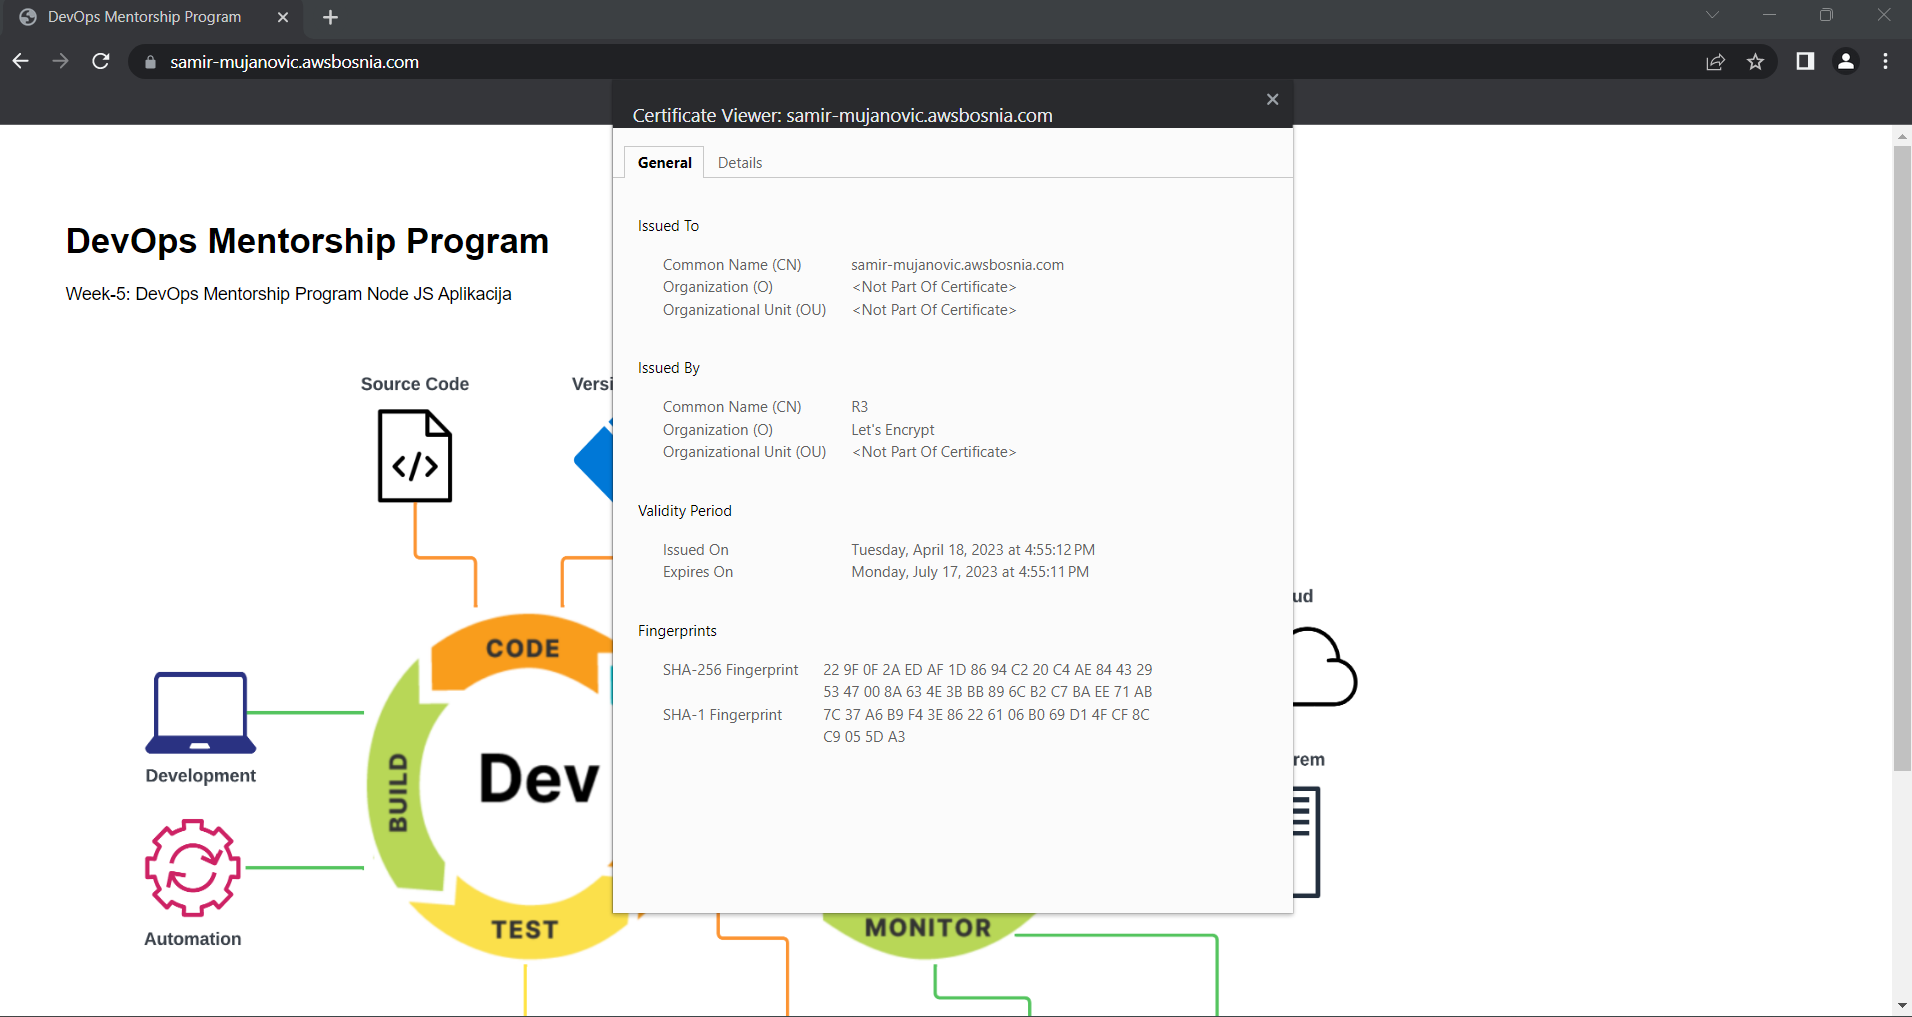 DevOps Mentorship Program
samir-mujanovic.awsbosnia.com
Certificate Viewer: samir-mujanovic.awsbosnia.com
General Details
Issued To
Common Name (CN) samir-mujanovic.awsbosnia.com
Organization (O) <Not Part Of Certificate>
Organizational Unit (OU) <Not Part Of Certificate>
Issued By
Common Name (CN) R3
Organization (O) Let's Encrypt
Organizational Unit (OU) <Not Part Of Certificate>
Validity Period
Issued On Tuesday, April 18, 2023 at 4:55:12 PM
Expires On Monday, July 17, 2023 at 4:55:11 PM
Fingerprints
SHA-256 Fingerprint 22 9F 0F 2A ED AF 1D 86 94 C2 20 C4 AE 84 43 29
53 47 00 8A 63 4E 3B BB 89 6C B2 C7 BA EE 71 AB
SHA-1 Fingerprint 7C 37 A6 B9 F4 3E 86 22 61 06 B0 69 D1 4F CF 8C
C9 05 5D A3
DevOps Mentorship Program
Week-5: DevOps Mentorship Program Node JS Aplikacija
Source Code
Versi
</>
ud
CODE
rem
Development
BUILD
Dev
Automation
TEST
MONITOR